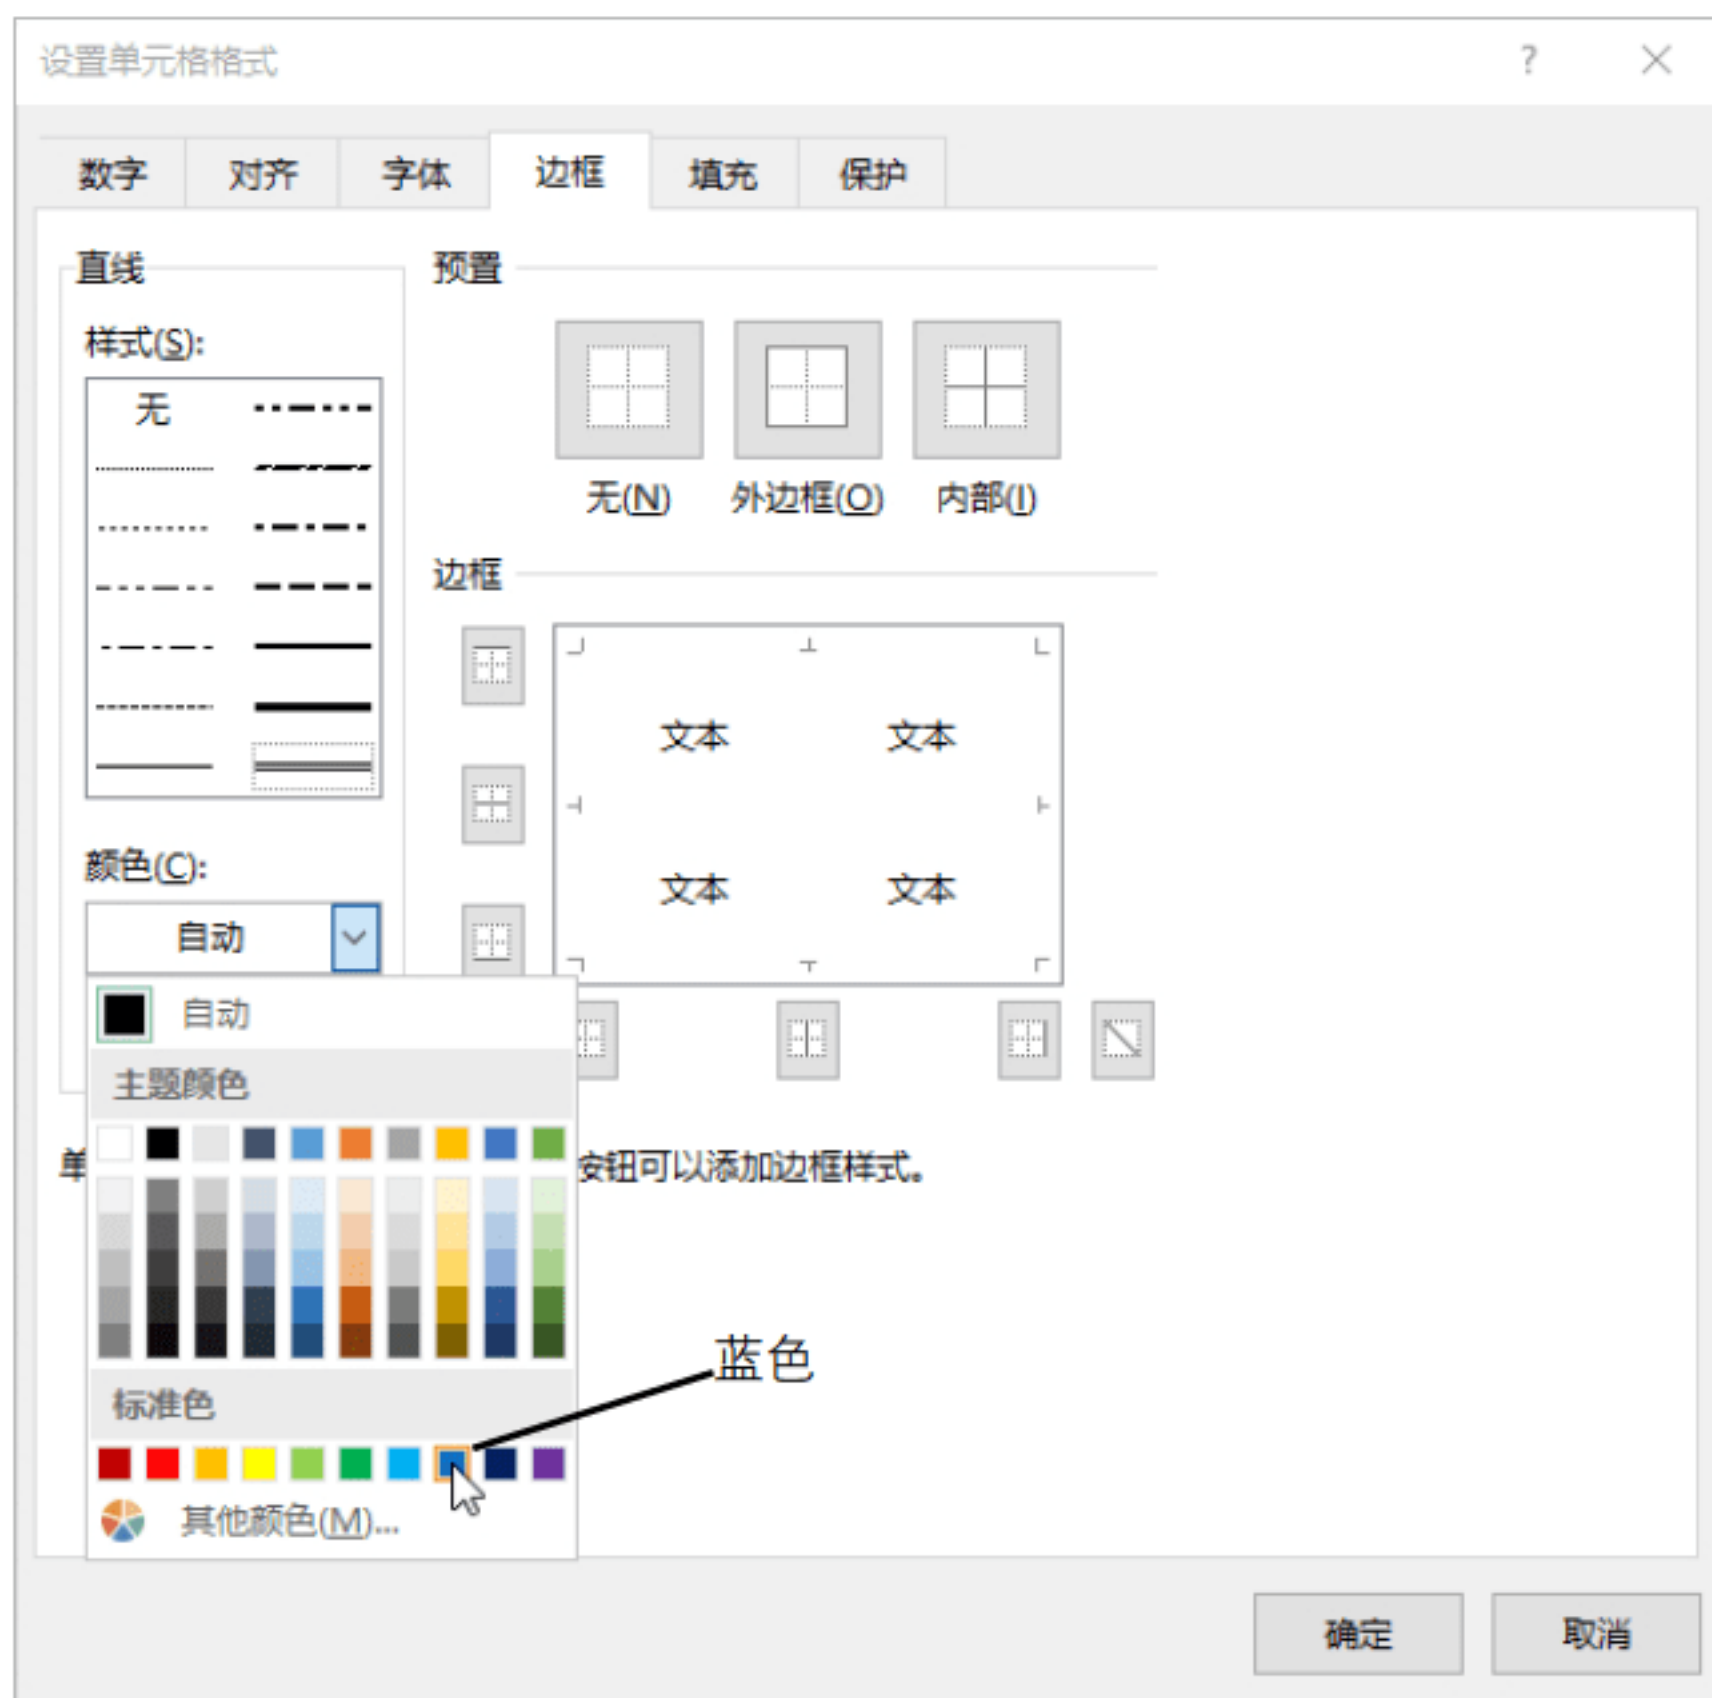 设置单元格格式 ?
数字 对齐 字体 边框 填充 保护
直线 预置
样式(S):
无
无(N) 外边框(O) 内部(I)
边框
文本 文本
文本 文本
颜色(C):
自动
自动
主题颜色
单 按钮可以添加边框样式。
蓝色
标准色
其他颜色(M)...
确定 取消